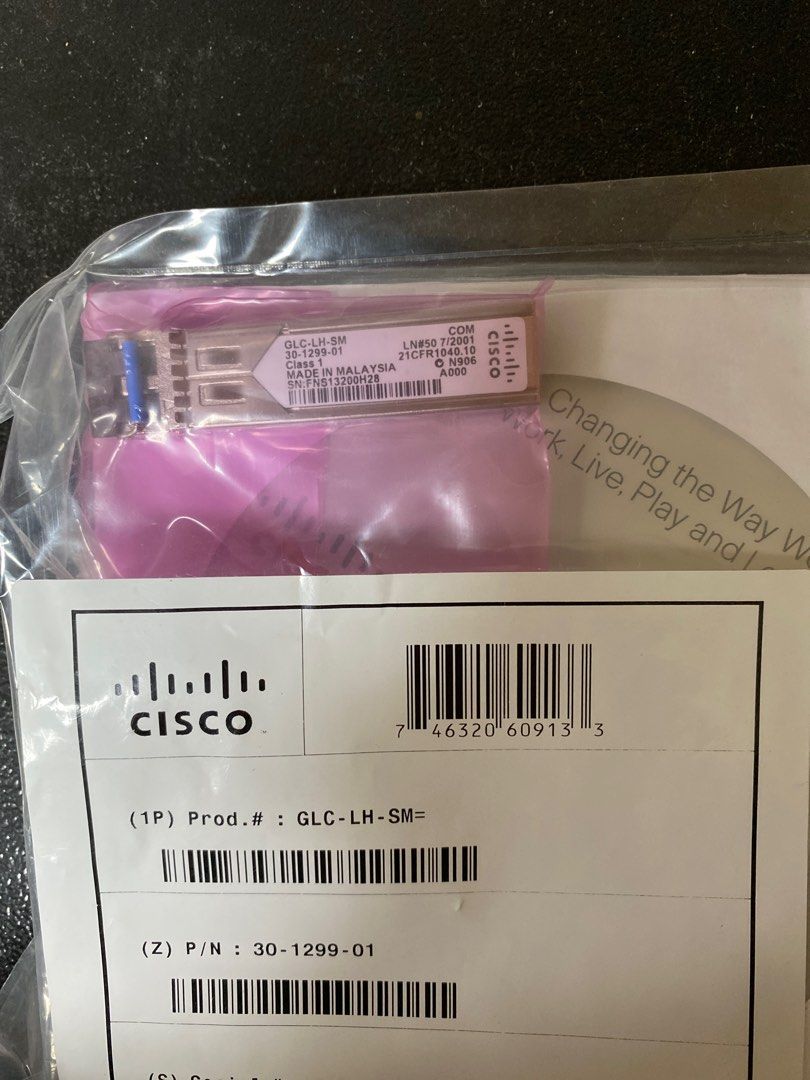 GLC-LH-SM
30-1299-01
Class 1
MADE IN MALAYSIA
SN:FNS13200H28
COM
LN#50 7/2001
21CFR1040.10
N906
A000
CISCO
Changing the Way We
Work, Live, Play and
CISCO
7 46320 60913 3
(1P) Prod.# : GLC-LH-SM=
(Z) P/N : 30-1299-01